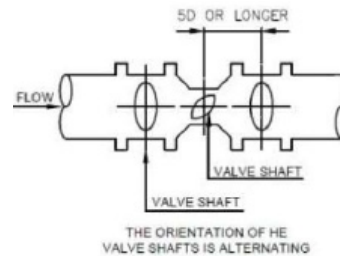 5D OR LONGER
FLOW
VALVE SHAFT
VALVE SHAFT
THE ORIENTATION OF HE
VALVE SHAFTS IS ALTERNATING